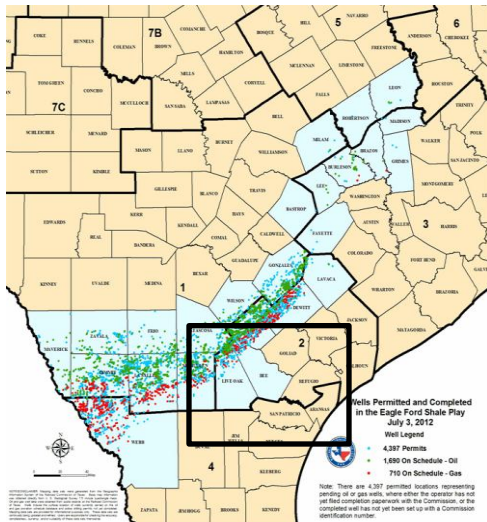 COKE
RUNNELS
COLEMAN
7B
BROWN
COMANCHE
HAMILTON
BOSQUE
HILL
NAVARRO
5
FREESTONE
ANDERSON
CHEROKEE
6
TOM GREEN
CONCHO
7C
McCULLOCH
MILLS
SAN SABA
LAMPASAS
CORYELL
McLENNAN
LIMESTONE
FALLS
LEON
HOUSTON
TRINITY
SCHLEICHER
MENARD
MASON
LLANO
BURNET
BELL
WILLIAMSON
MILAM
ROBERTSON
MADISON
BRAZOS
GRIMES
WALKER
POLK
SAN JACINTO
SUTTON
KIMBLE
GILLESPIE
BLANCO
TRAVIS
BURLESON
LEE
BASTROP
WASHINGTON
MONTGOMERY
EDWARDS
KERR
REAL
BANDERA
KENDALL
HAYS
COMAL
CALDWELL
FAYETTE
AUSTIN
WALLER
3
HARRIS
FORT BEND
COLORADO
GUADALUPE
GONZALES
LAVACA
WHARTON
BRAZORIA
KINNEY
UVALDE
MEDINA
1
BEXAR
WILSON
DEWITT
JACKSON
MATAGORDA
MAVERICK
ZAVALA
FRIO
2
VICTORIA
GOLIAD
LIVE OAK
BEE
REFUGIO
SAN PATRICIO
ARANSAS
WEBB
4
KLEBERG
ZAPATA
JIM HOGG
BROOKS
KENEDY
Wells Permitted and Completed
in the Eagle Ford Shale Play
July 3, 2012
Well Legend
4,397 Permits
1,690 On Schedule - Oil
710 On Schedule - Gas
Note: There are 4,397 permitted locations representing
pending oil or gas wells, where either the operator has not
yet filed completion paperwork with the Commission, or the
completed well has not yet been set up with a Commission
identification number.